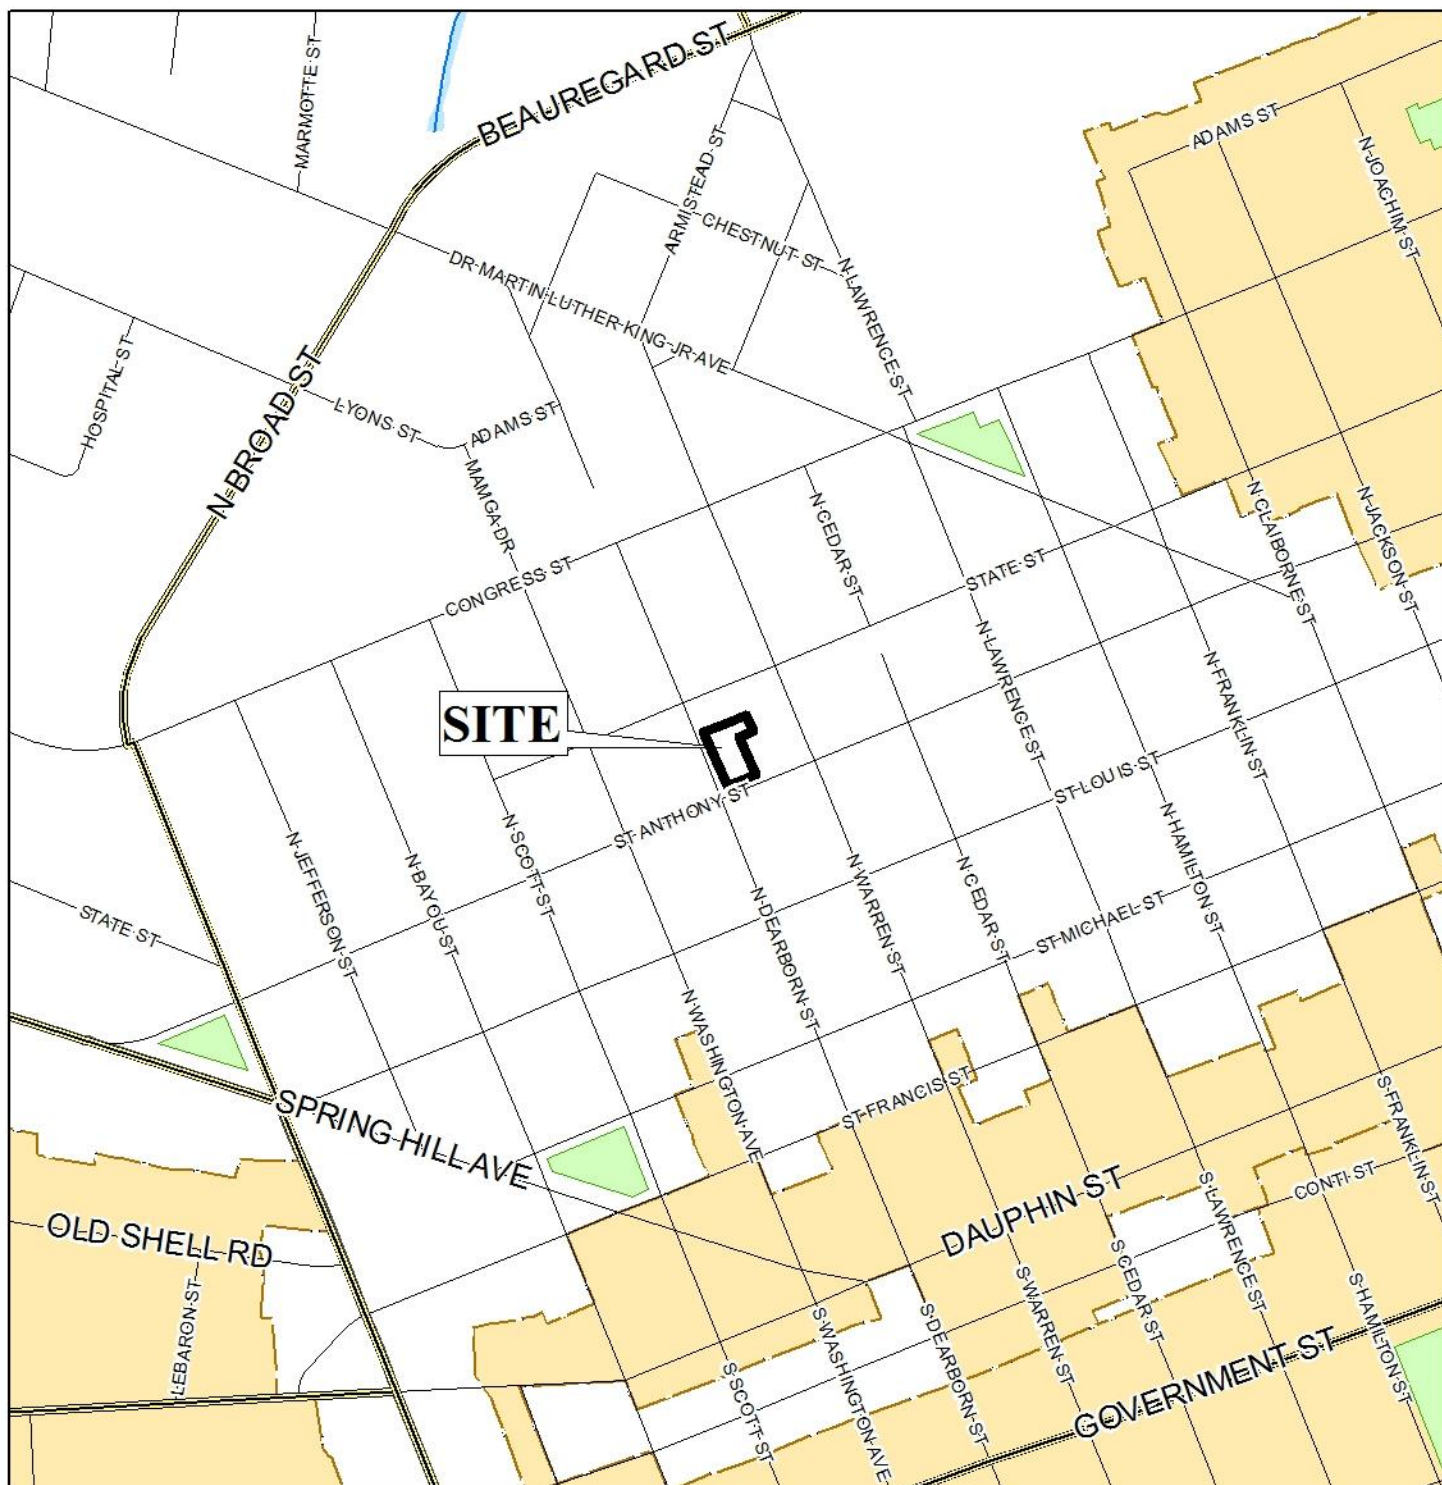 MARMOTTE ST
BEAUREGARD ST
ADAMS ST
N JOACHIM ST
ARMISTEAD ST
CHESTNUT ST
N LAWRENCE ST
DR MARTIN LUTHER KING JR AVE
HOSPITAL ST
N BROAD ST
LYONS ST
ADAMS ST
MAMGA DR
N CEDAR ST
N CLAIBORNE ST
N JACKSON ST
CONGRESS ST
STATE ST
N LAWRENCE ST
N FRANKLIN ST
SITE
ST ANTHONY ST
ST LOUIS ST
N HAMILTON ST
N JEFFERSON ST
N BAYOU ST
N SCOTT ST
N DEARBORN ST
N WARREN ST
N CEDAR ST
ST MICHAEL ST
STATE ST
N WASHINGTON AVE
ST FRANCIS ST
SPRING HILL AVE
S FRANKLIN ST
OLD SHELL RD
DAUPHIN ST
CONTI ST
S LAWRENCE ST
S CEDAR ST
S WARREN ST
S HAMILTON ST
LEBARON ST
S DEARBORN ST
S WASHINGTON AVE
S SCOTT ST
GOVERNMENT ST